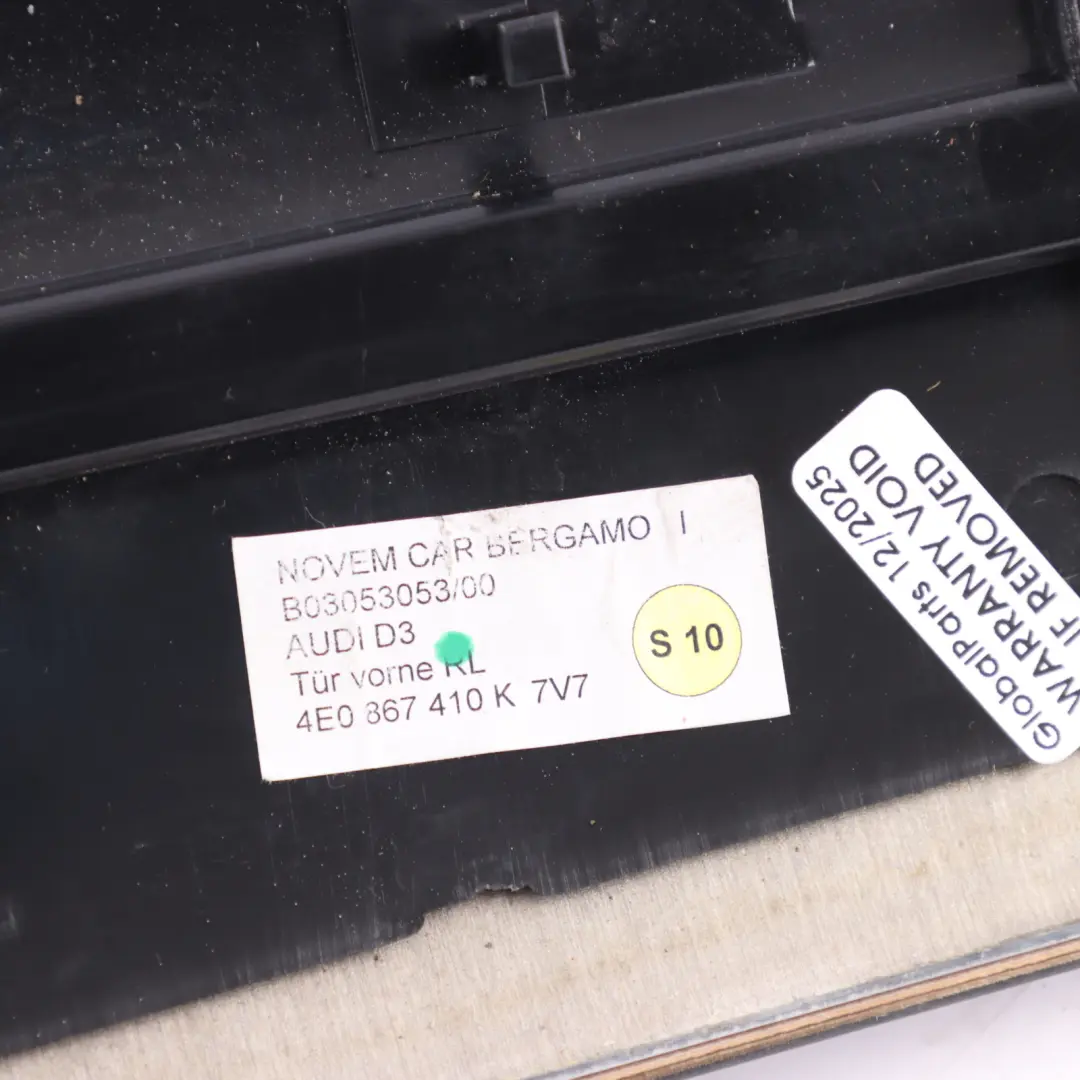 NOVEM CAR BERGAMO I
B03053053/00
AUDI D3
Tür vorne RL
4E0 867 410 K 7V7
S 10
GlobalParts 12/2025
WARRANTY VOID
IF REMOVED